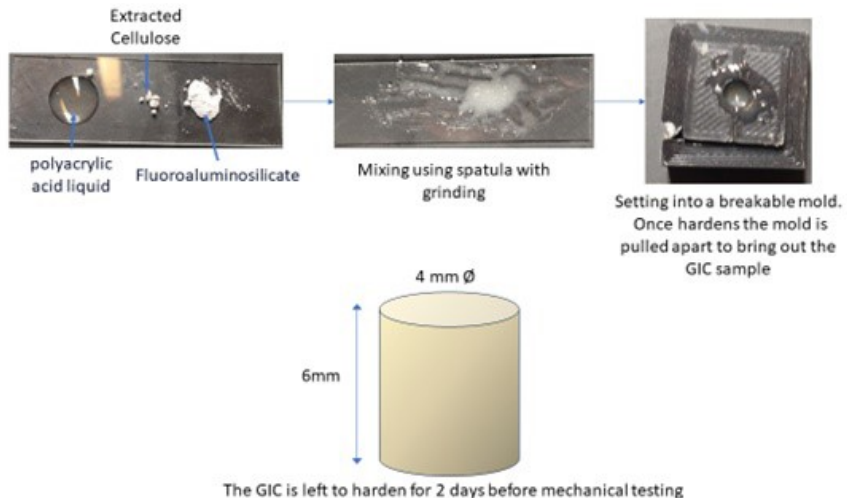 Extracted
Cellulose
polyacrylic
acid liquid
Fluoroaluminosilicate
Mixing using spatula with
grinding
Setting into a breakable mold.
Once hardens the mold is
pulled apart to bring out the
GIC sample
4 mm Ø
6mm
The GIC is left to harden for 2 days before mechanical testing